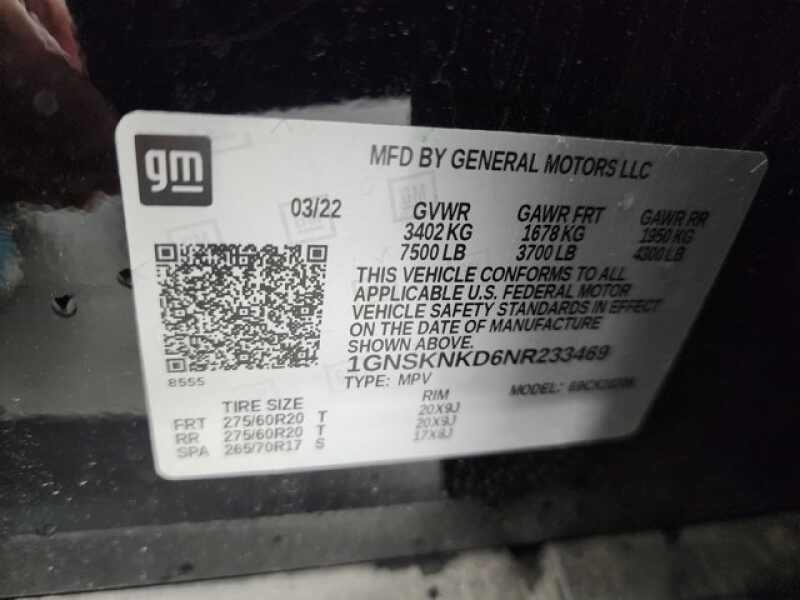 gm
MFD BY GENERAL MOTORS LLC
03/22
GVWR GAWR FRT GAWR RR
3402 KG 1678 KG 1950 KG
7500 LB 3700 LB 4300 LB
THIS VEHICLE CONFORMS TO ALL
APPLICABLE U.S. FEDERAL MOTOR
VEHICLE SAFETY STANDARDS IN EFFECT
ON THE DATE OF MANUFACTURE
SHOWN ABOVE.
1GNSKNKD6NR233469
8555
TYPE: MPV MODEL:
TIRE SIZE RIM
FRT 275/60R20 T 20X9J
RR 275/60R20 T 20X9J
SPA 265/70R17 S 17X8J